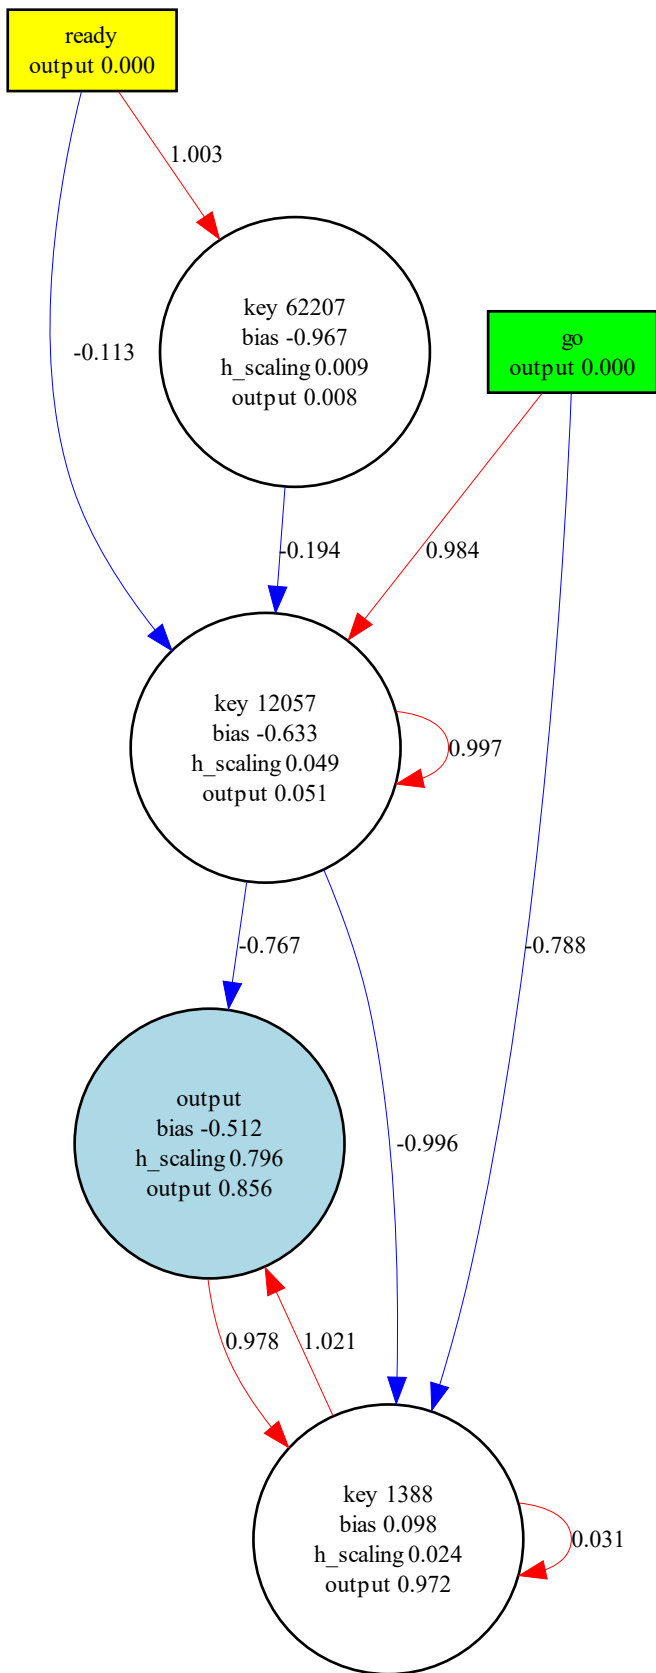 ready
output 0.000
1.003
key 62207
bias -0.967
h_scaling 0.009
output 0.008
go
output 0.000
-0.113
-0.194
0.984
key 12057
bias -0.633
h_scaling 0.049
output 0.051
0.997
-0.767
-0.788
output
bias -0.512
h_scaling 0.796
output 0.856
-0.996
0.978
1.021
key 1388
bias 0.098
h_scaling 0.024
output 0.972
0.031